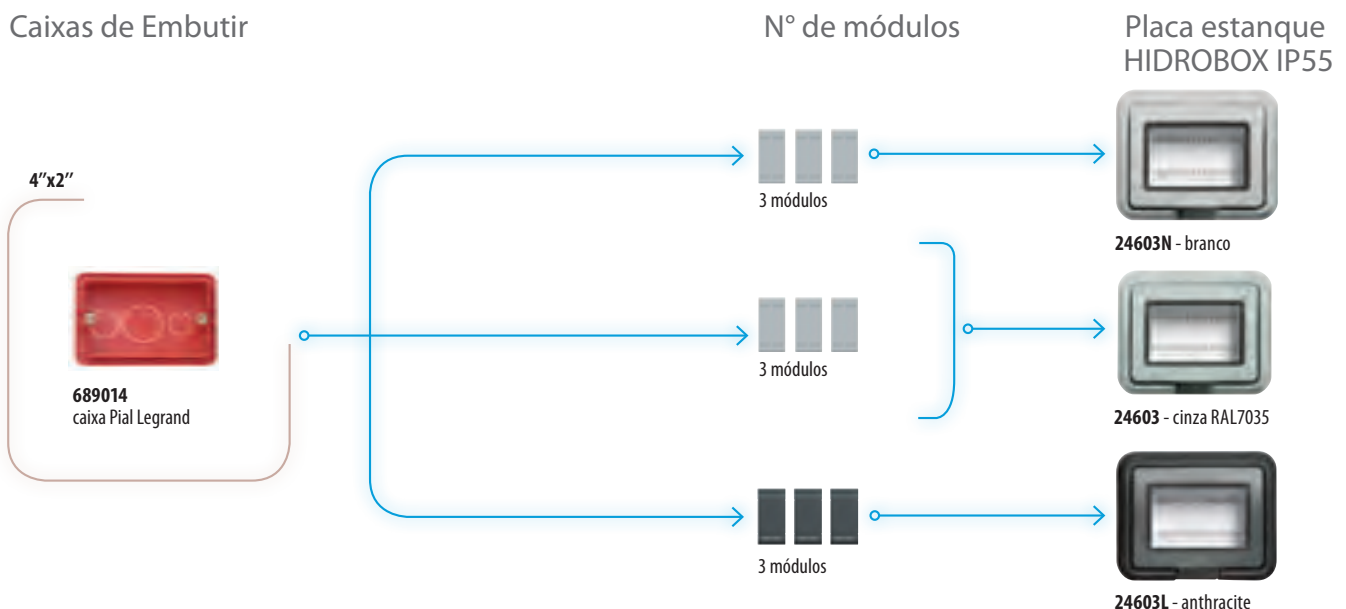 Caixas de Embutir
N° de módulos
Placa estanque
HIDROBOX IP55
4’’x2’’
689014
caixa Pial Legrand
3 módulos
24603N - branco
3 módulos
24603 - cinza RAL7035
3 módulos
24603L - anthracite